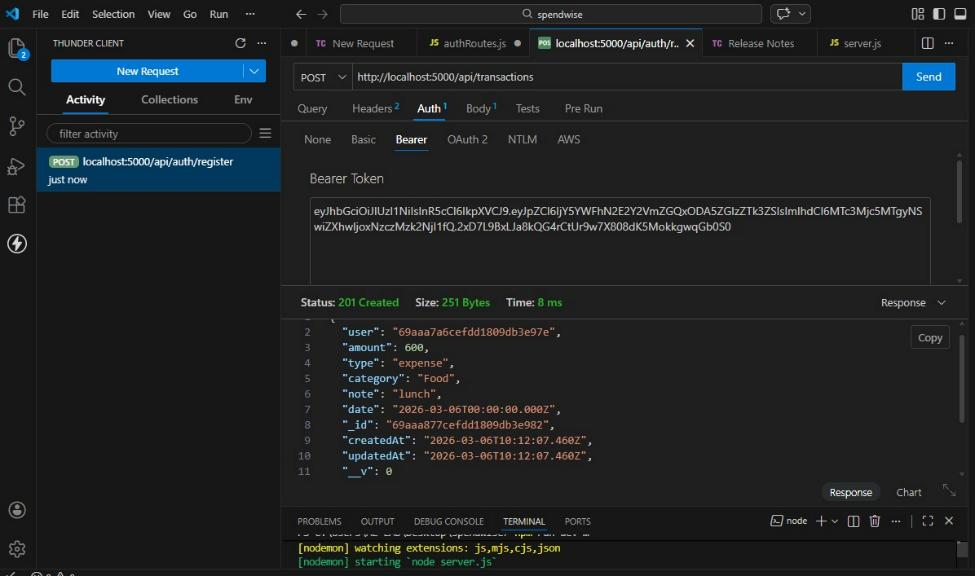 File Edit Selection View Go Run ...
spendwise
THUNDER CLIENT
New Request
Activity Collections Env
filter activity
POST localhost:5000/api/auth/register
just now
2
TC New Request
JS authRoutes.js
POS localhost:5000/api/auth/r..
TC Release Notes
JS server.js
POST http://localhost:5000/api/transactions Send
Query Headers 2 Auth 1 Body 1 Tests Pre Run
None Basic Bearer OAuth 2 NTLM AWS
Bearer Token
Status: 201 Created Size: 251 Bytes Time: 8 ms Response
2 "user": "69aaa7a6cefdd1809db3e97e",
3 "amount": 600,
4 "type": "expense",
5 "category": "Food",
6 "note": "lunch",
7 "date": "2026-03-06T00:00:00.000Z",
8 "_id": "69aaa877cefdd1809db3e982",
9 "createdAt": "2026-03-06T10:12:07.460Z",
10 "updatedAt": "2026-03-06T10:12:07.460Z",
11 "__v": 0
Copy
Response Chart
PROBLEMS OUTPUT DEBUG CONSOLE TERMINAL PORTS node
[nodemon] watching extensions: js,mjs,cjs,json
[nodemon] starting `node server.js`